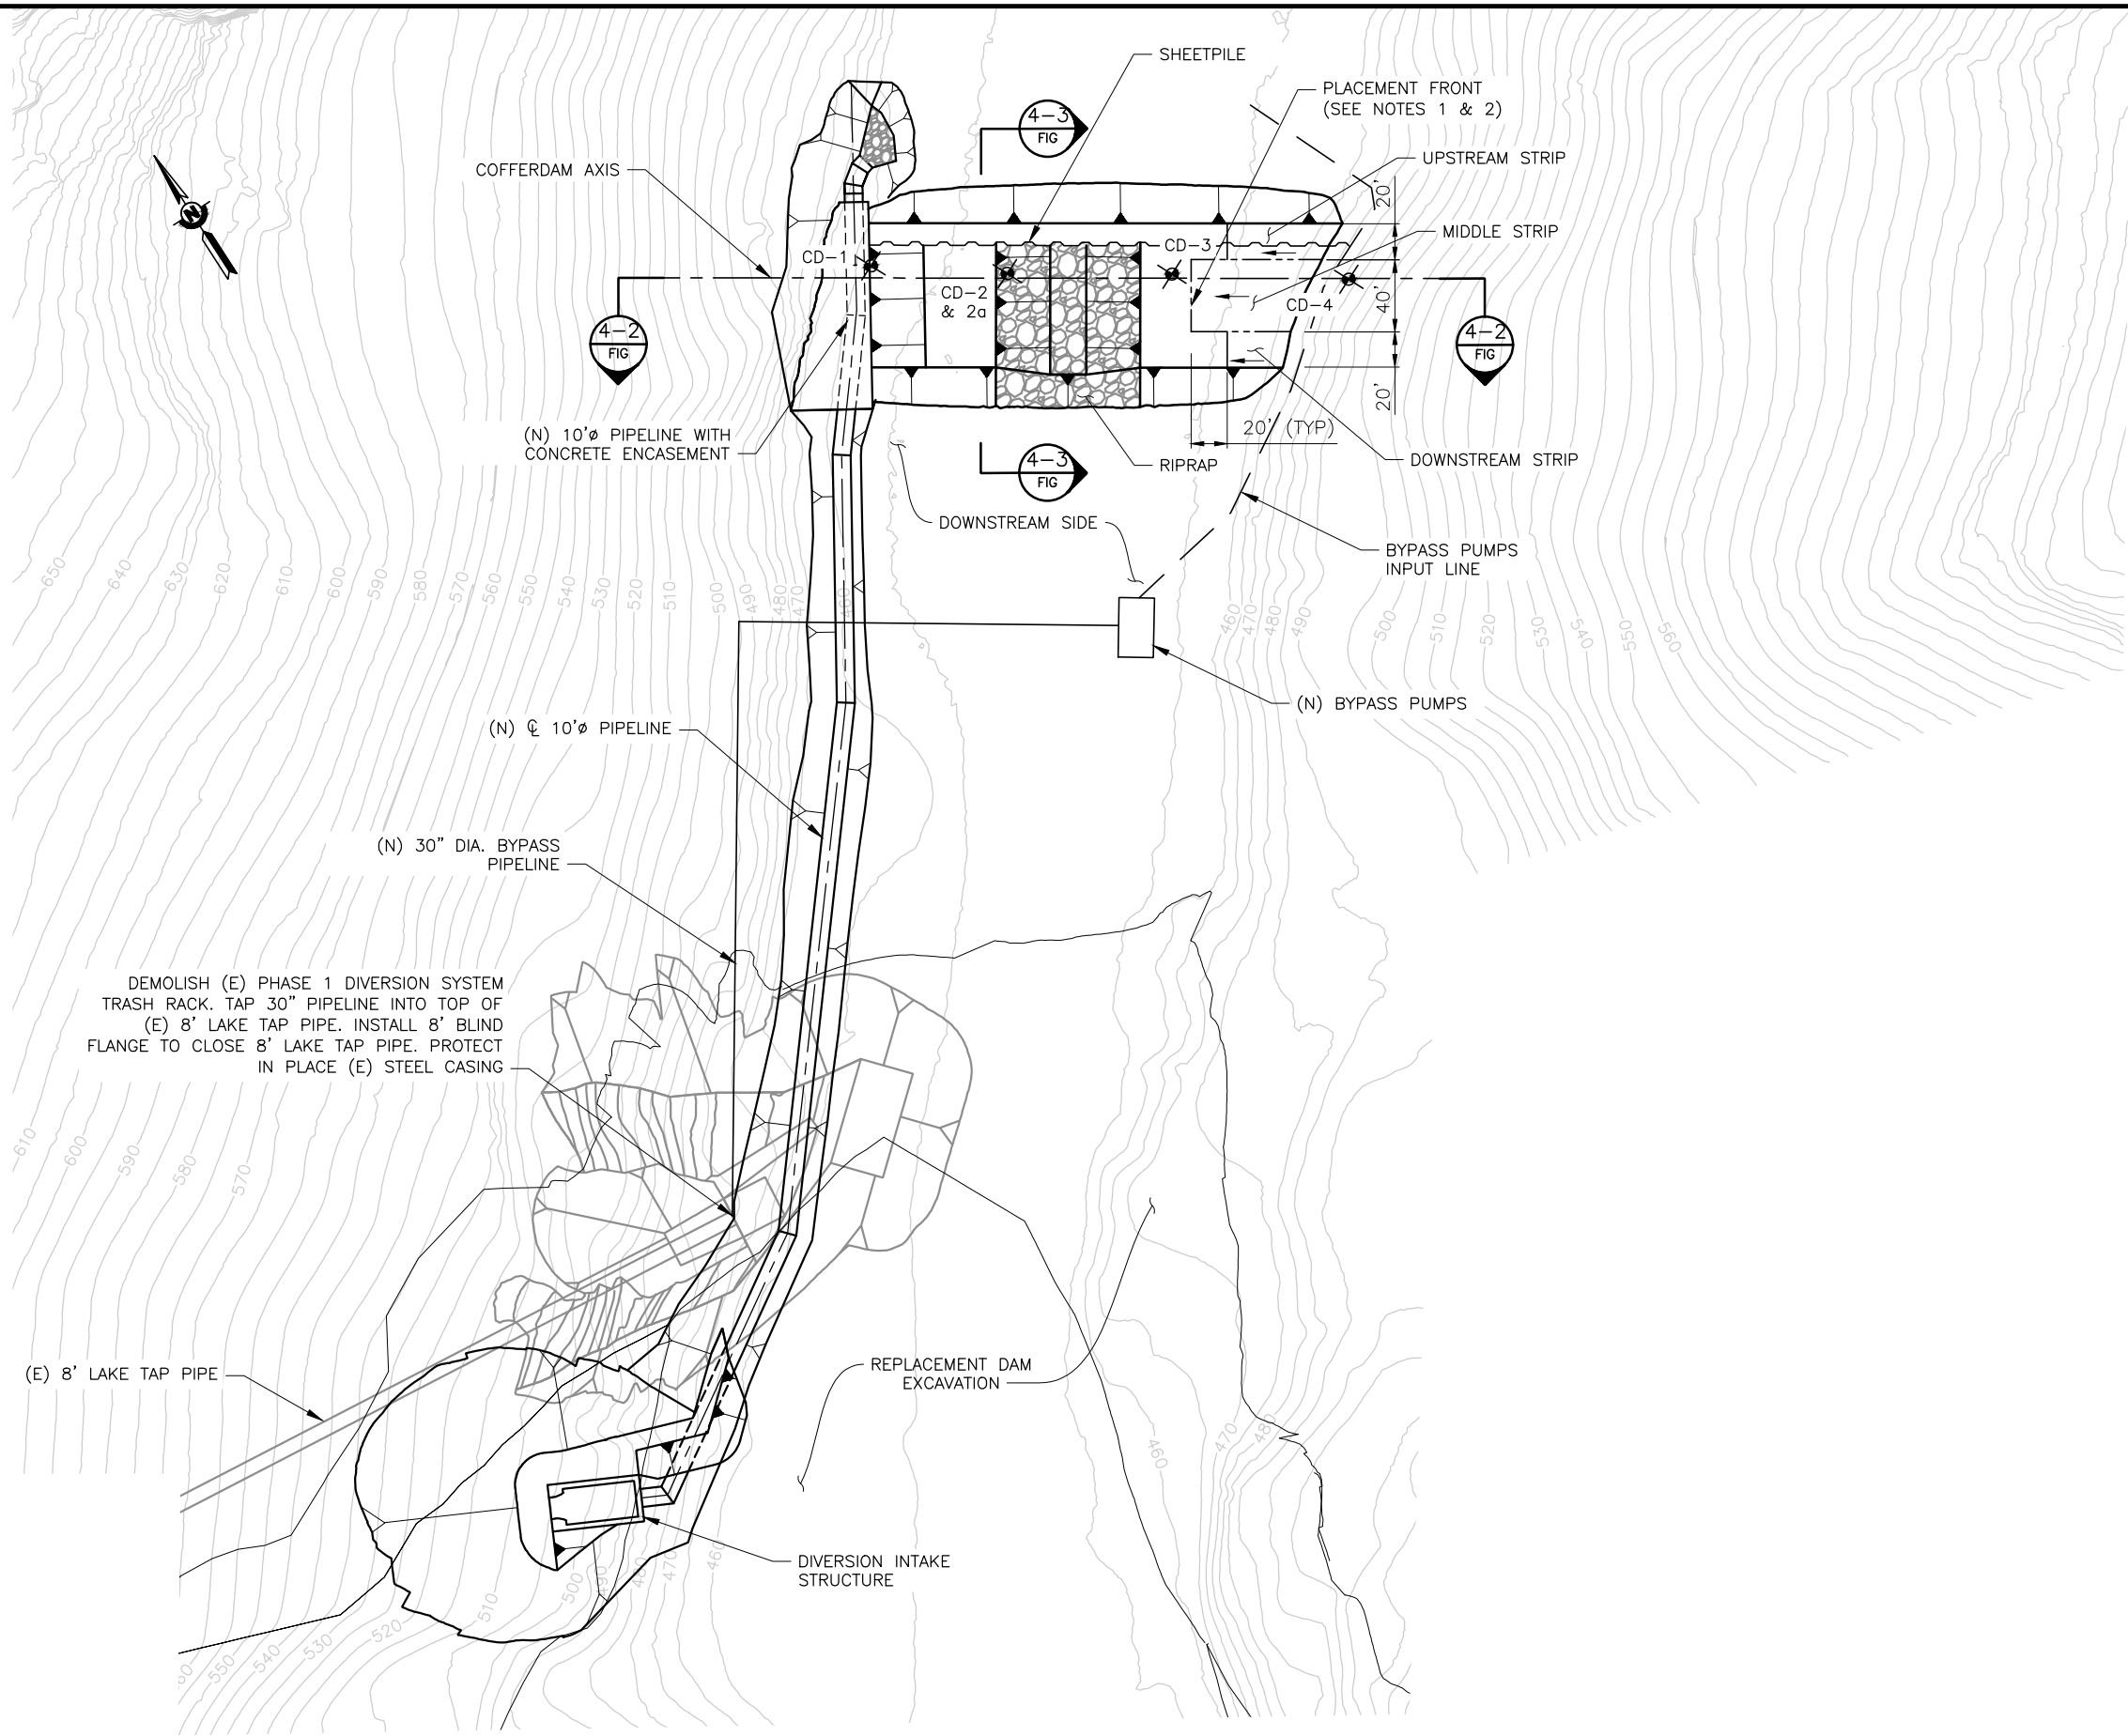 SHEETPILE
PLACEMENT FRONT
(SEE NOTES 1 & 2)
4-3
FIG
UPSTREAM STRIP
COFFERDAM AXIS
20'
N
MIDDLE STRIP
CD-3
CD-1
CD-2
& 2a
CD-4
40'
4-2
FIG
4-2
FIG
20'
20' (TYP)
(N) 10'ø PIPELINE WITH
CONCRETE ENCASEMENT
4-3
FIG
RIPRAP
DOWNSTREAM STRIP
DOWNSTREAM SIDE
BYPASS PUMPS
INPUT LINE
650
640
630
620
610
600
590
580
570
560
550
540
530
520
510
500
490
480
470
460
460
470
480
490
500
510
520
530
540
550
560
(N) BYPASS PUMPS
(N) ℄ 10'ø PIPELINE
(N) 30" DIA. BYPASS
PIPELINE
DEMOLISH (E) PHASE 1 DIVERSION SYSTEM
TRASH RACK. TAP 30" PIPELINE INTO TOP OF
(E) 8' LAKE TAP PIPE. INSTALL 8' BLIND
FLANGE TO CLOSE 8' LAKE TAP PIPE. PROTECT
IN PLACE (E) STEEL CASING
610
600
590
580
570
(E) 8' LAKE TAP PIPE
REPLACEMENT DAM
EXCAVATION
460
470
480
DIVERSION INTAKE
STRUCTURE
550
540
530
520
510
500
490
480
470
460